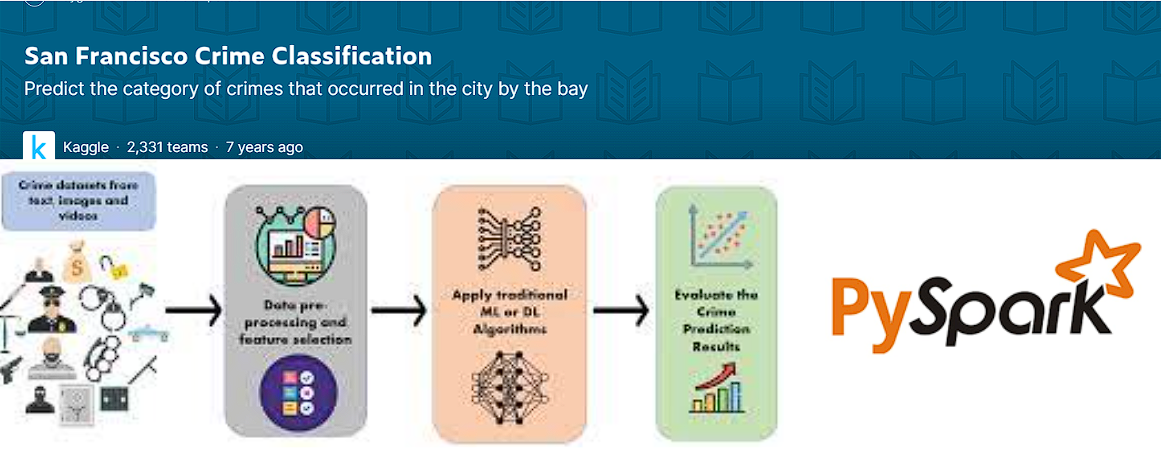 San Francisco Crime Classification
Predict the category of crimes that occurred in the city by the bay
k
Kaggle · 2,331 teams · 7 years ago
Crime datasets from
text, images and
videos
$
Data pre-
processing and
feature selection
Apply traditional
ML or DL
Algorithms
Evaluate the
Crime
Prediction
Results
PySpark